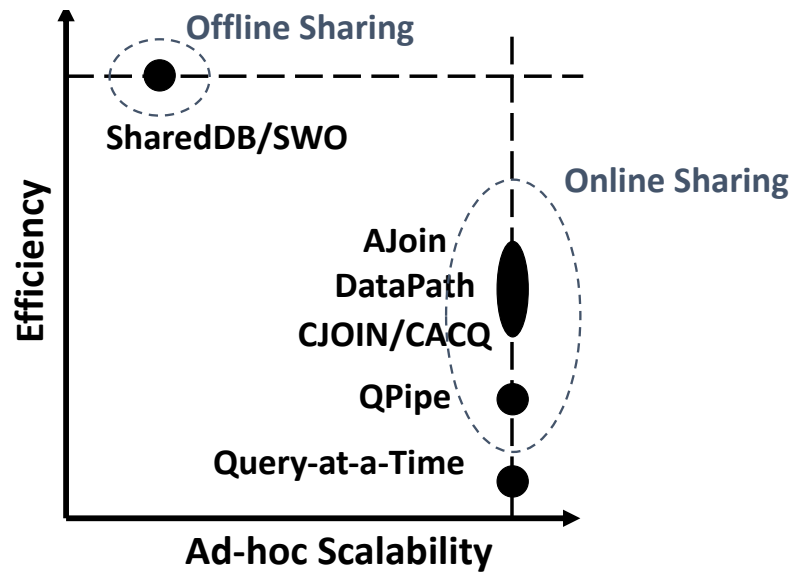 Offline Sharing
SharedDB/SWO
Online Sharing
AJoin
DataPath
CJOIN/CACQ
QPipe
Query-at-a-Time
Efficiency
Ad-hoc Scalability